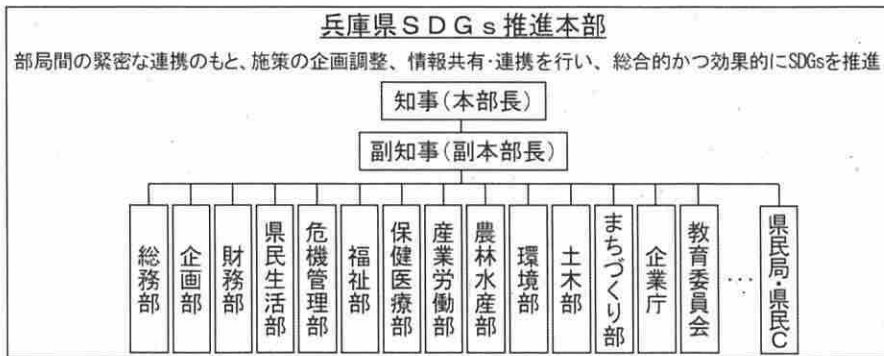 兵庫県ＳＤＧｓ推進本部
部局間の緊密な連携のもと、施策の企画調整、情報共有･連携を行い、総合的かつ効果的にSDGsを推進
知事(本部長)
副知事(副本部長)
総務部
企画部
財務部
県民生活部
危機管理部
福祉部
保健医療部
産業労働部
農林水産部
環境部
土木部
まちづくり部
企業庁
教育委員会
…
県民局・県民Ｃ